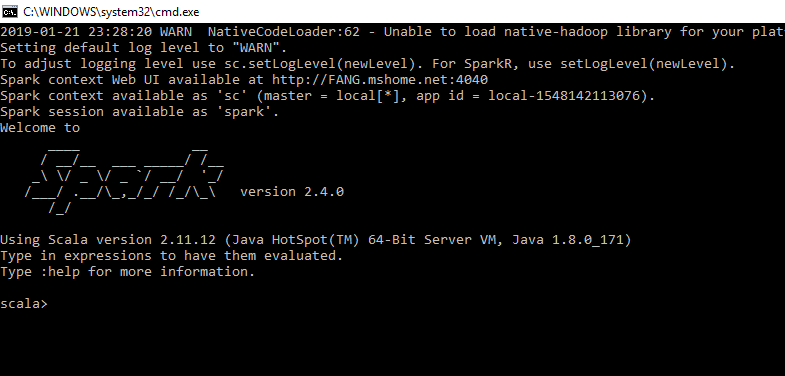 C:\WINDOWS\system32\cmd.exe
2019-01-21 23:28:20 WARN  NativeCodeLoader:62 - Unable to load native-hadoop library for your plat
Setting default log level to "WARN".
To adjust logging level use sc.setLogLevel(newLevel). For SparkR, use setLogLevel(newLevel).
Spark context Web UI available at http://FANG.mshome.net:4040
Spark context available as 'sc' (master = local[*], app id = local-1548142113076).
Spark session available as 'spark'.
Welcome to
      ____              __
     / __/__  ___ _____/ /__
    _\ \/ _ \/ _ `/ __/  '_/
   /___/ .__/\_,_/_/ /_/\_\   version 2.4.0
      /_/
Using Scala version 2.11.12 (Java HotSpot(TM) 64-Bit Server VM, Java 1.8.0_171)
Type in expressions to have them evaluated.
Type :help for more information.
scala>